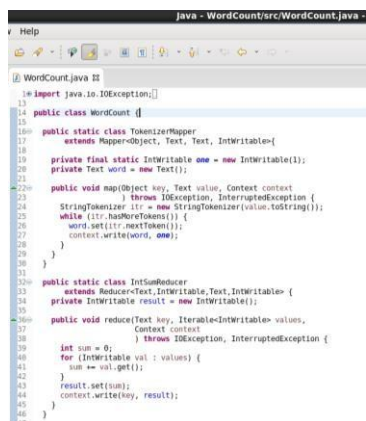 Java - WordCount/src/WordCount.java -
Help
WordCount.java
1 import java.io.IOException;
13
14 public class WordCount {
15
16 public static class TokenizerMapper
17 extends Mapper<Object, Text, Text, IntWritable>{
18
19 private final static IntWritable one = new IntWritable(1);
20 private Text word = new Text();
21
22 public void map(Object key, Text value, Context context
23 ) throws IOException, InterruptedException {
24 StringTokenizer itr = new StringTokenizer(value.toString());
25 while (itr.hasMoreTokens()) {
26 word.set(itr.nextToken());
27 context.write(word, one);
28 }
29 }
30 }
31
32 public static class IntSumReducer
33 extends Reducer<Text,IntWritable,Text,IntWritable> {
34 private IntWritable result = new IntWritable();
35
36 public void reduce(Text key, Iterable<IntWritable> values,
37 Context context
38 ) throws IOException, InterruptedException {
39 int sum = 0;
40 for (IntWritable val : values) {
41 sum += val.get();
42 }
43 result.set(sum);
44 context.write(key, result);
45 }
46 }